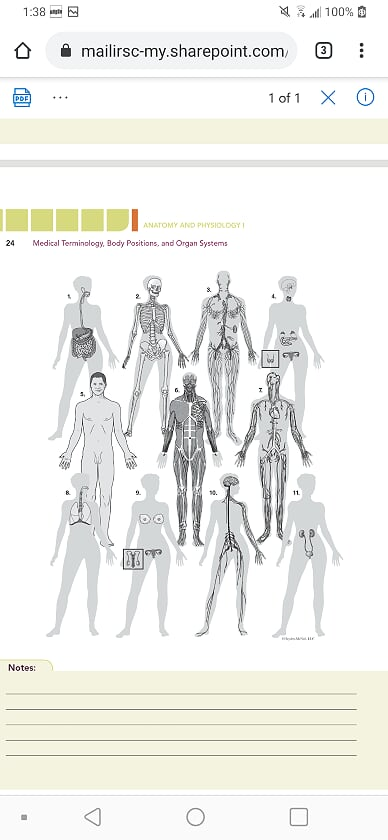 1:38
100%
mailirsc-my.sharepoint.com/
3
PDF
1 of 1
ANATOMY AND PHYSIOLOGY I
24 Medical Terminology, Body Positions, and Organ Systems
1. 2. 3. 4.
5. 6. 7.
8. 9. 10. 11.
Notes: